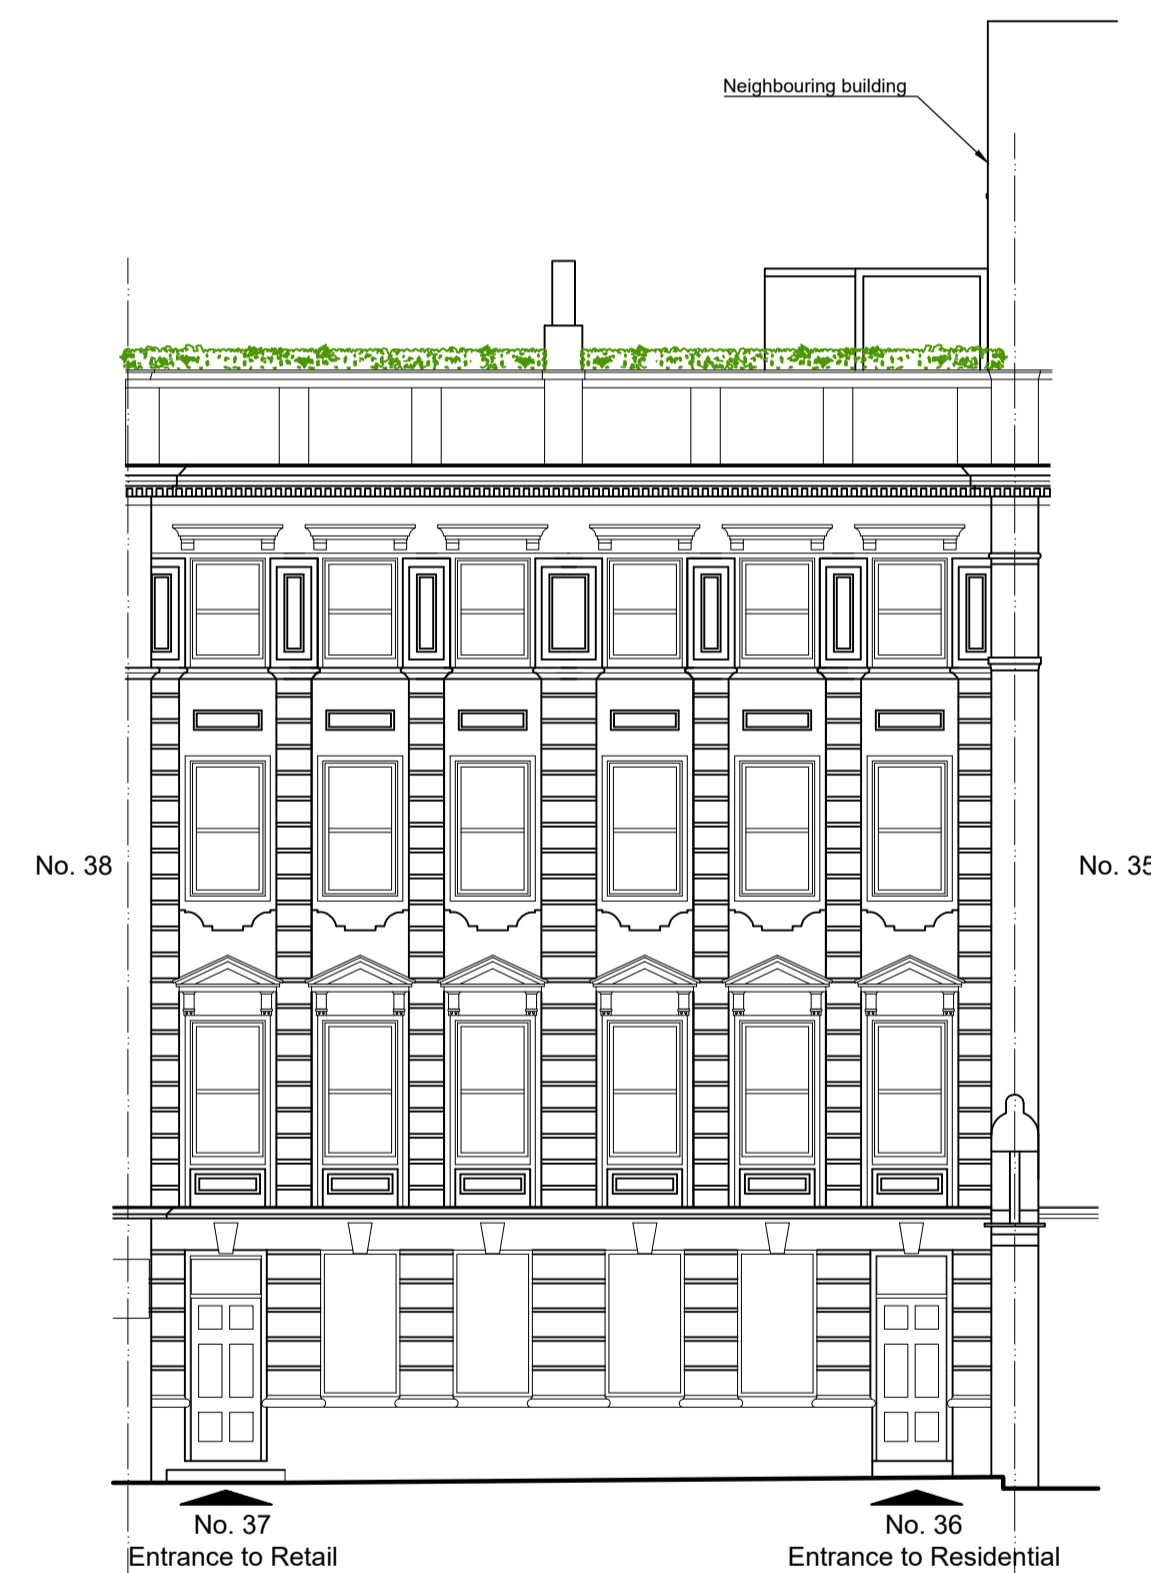 Neighbouring building
No. 38
No. 35
No. 37
Entrance to Retail
No. 36
Entrance to Residential